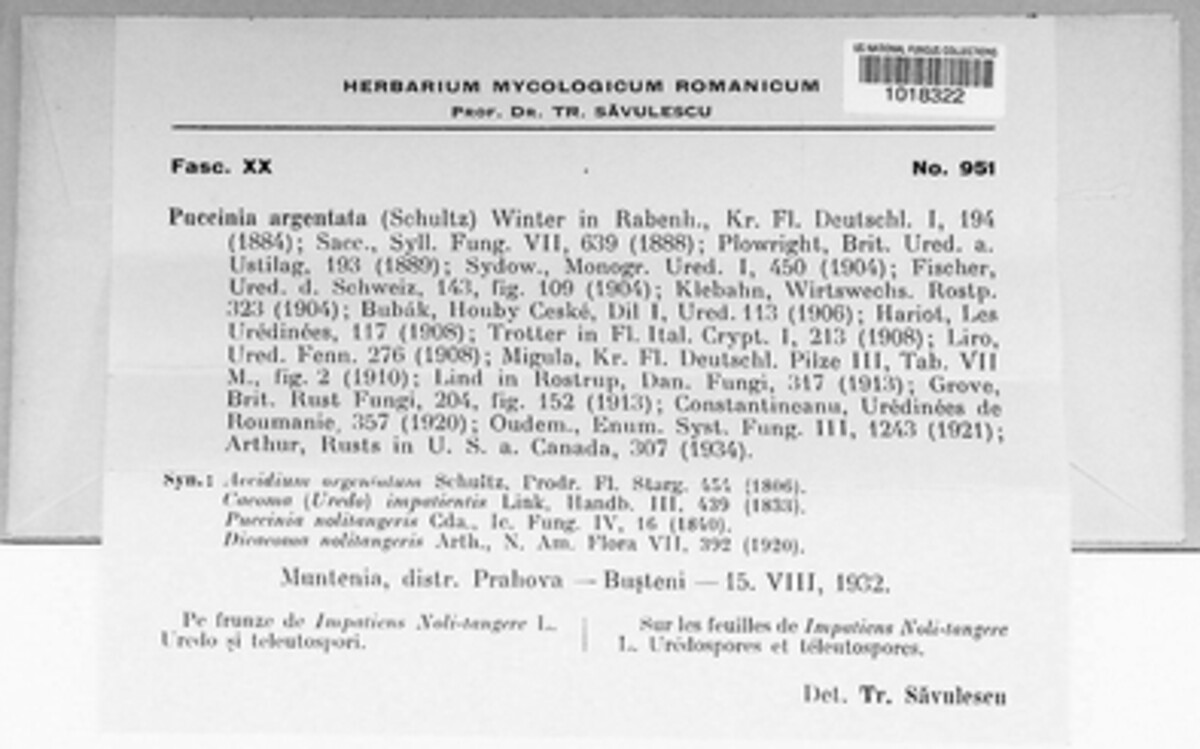 US NATIONAL FUNGUS COLLECTIONS
1018322
HERBARIUM MYCOLOGICUM ROMANICUM
PROF. DR. TR. SĂVULESCU
Fasc. XX
No. 951
Puccinia argentata (Schultz) Winter in Rabenh., Kr. Fl. Deutschl. I, 194
(1884); Sacc., Syll. Fung. VII, 639 (1888); Plowright, Brit. Ured. a.
Ustilag. 193 (1889); Sydow., Monogr. Ured. I, 450 (1904); Fischer,
Ured. d. Schweiz, 143, fig. 109 (1904); Klebahn, Wirtswechs. Rostp.
323 (1904); Bubák, Houby Ceské, Dil I, Ured. 113 (1906); Hariot, Les
Urédinées, 117 (1908); Trotter in Fl. Ital. Crypt. I, 213 (1908); Liro,
Ured. Fenn. 276 (1908); Migula, Kr. Fl. Deutschl. Pilze III, Tab. VII
M., fig. 2 (1910); Lind in Rostrup, Dan. Fungi, 317 (1913); Grove,
Brit. Rust Fungi, 204, fig. 152 (1913); Constantineanu, Urédinées de
Roumanie, 357 (1920); Oudem., Enum. Syst. Fung. III, 1243 (1921);
Arthur, Rusts in U. S. a. Canada, 307 (1934).
Syn.: Aecidium argentatum Schultz, Prodr. Fl. Starg. 454 (1806).
Caeoma (Uredo) impatientis Link, Handb. III, 439 (1833).
Puccinia nolitangeris Cda., Ic. Fung. IV, 16 (1840).
Dicaeoma nolitangeris Arth., N. Am. Flora VII, 392 (1920).
Muntenia, distr. Prahova — Bușteni — 15. VIII, 1932.
Pe frunze de Impatiens Noli-tangere L.
Uredo și teleutospori.
Sur les feuilles de Impatiens Noli-tangere
L. Urédospores et téleutospores.
Det. Tr. Săvulescu